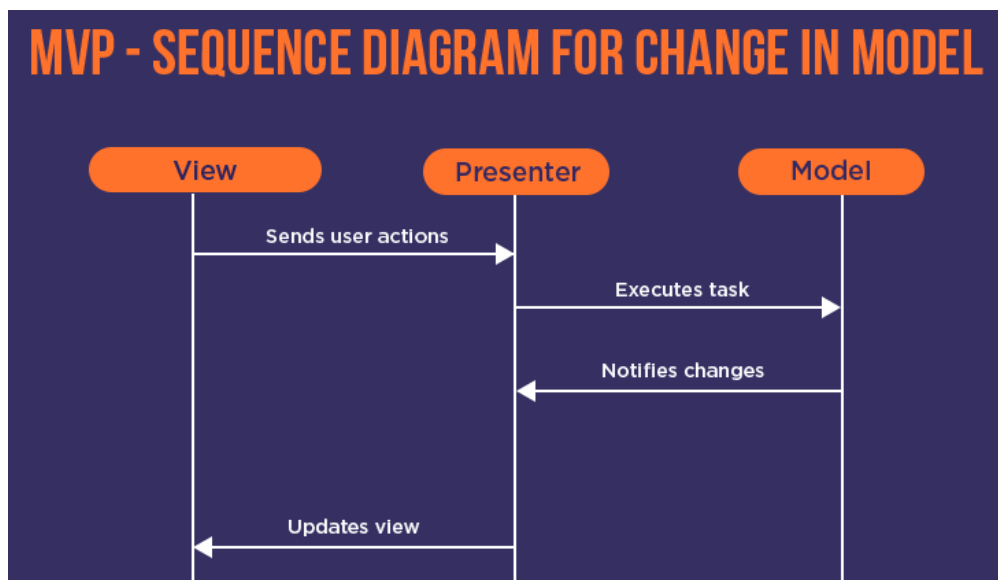 MVP - SEQUENCE DIAGRAM FOR CHANGE IN MODEL
View
Presenter
Model
Sends user actions
Executes task
Notifies changes
Updates view